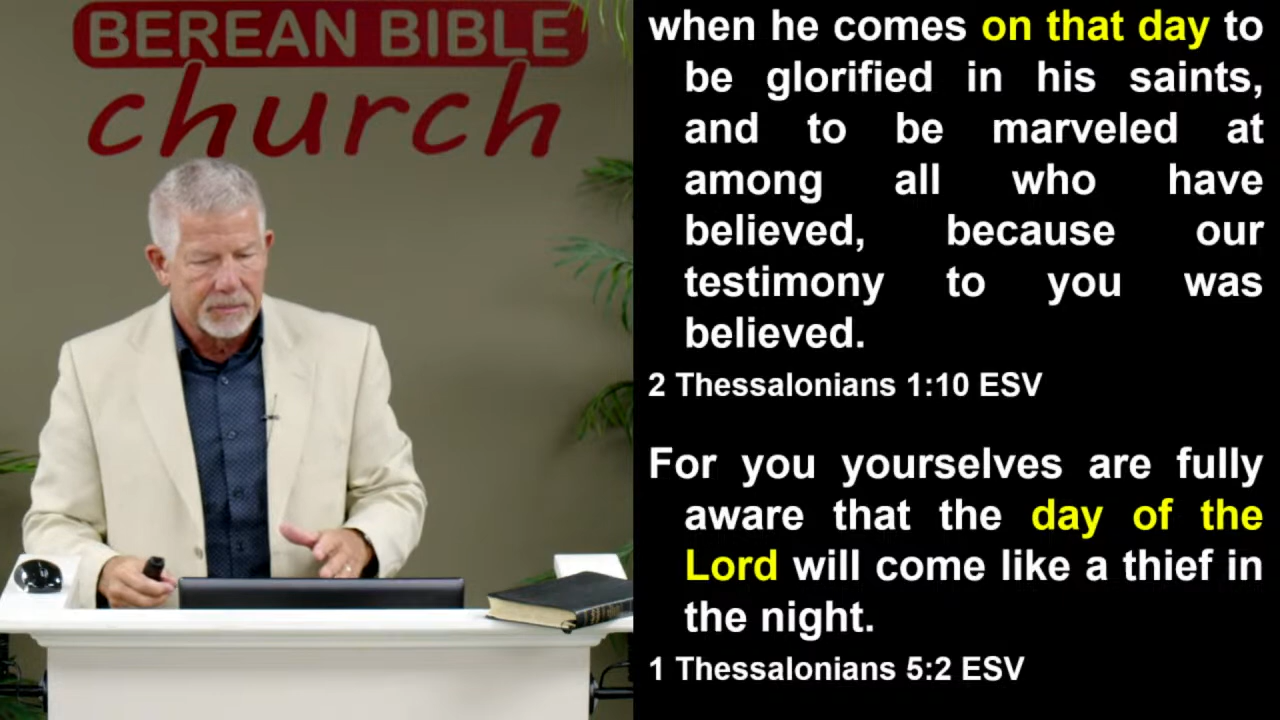 BEREAN BIBLE
church
when he comes on that day to
be glorified in his saints,
and to be marveled at
among all who have
believed, because our
testimony to you was
believed.
2 Thessalonians 1:10 ESV
For you yourselves are fully
aware that the day of the
Lord will come like a thief in
the night.
1 Thessalonians 5:2 ESV